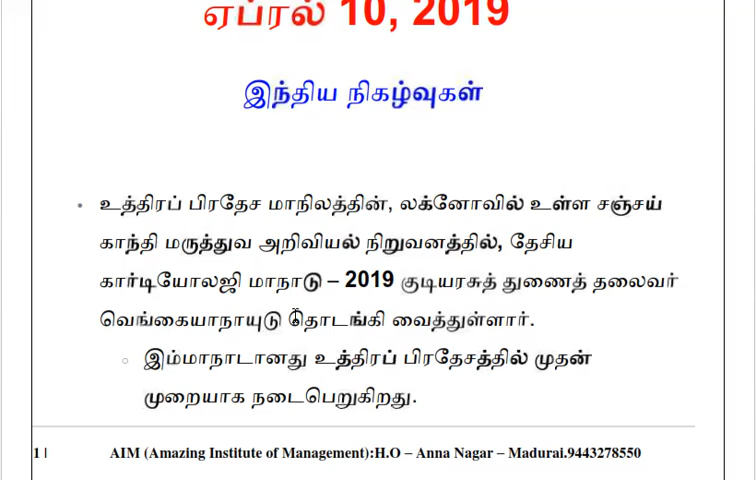 ஏப்ரல் 10, 2019
இந்திய நிகழ்வுகள்
• உத்திரப் பிரதேச மாநிலத்தின், லக்னோவில் உள்ள சஞ்சய்
காந்தி மருத்துவ அறிவியல் நிறுவனத்தில், தேசிய
கார்டியோலஜி மாநாடு – 2019 குடியரசுத் துணைத் தலைவர்
வெங்கையாநாயுடு தொடங்கி வைத்துள்ளார்.
○ இம்மாநாடானது உத்திரப் பிரதேசத்தில் முதன்
முறையாக நடைபெறுகிறது.
1 | AIM (Amazing Institute of Management):H.O – Anna Nagar – Madurai.9443278550